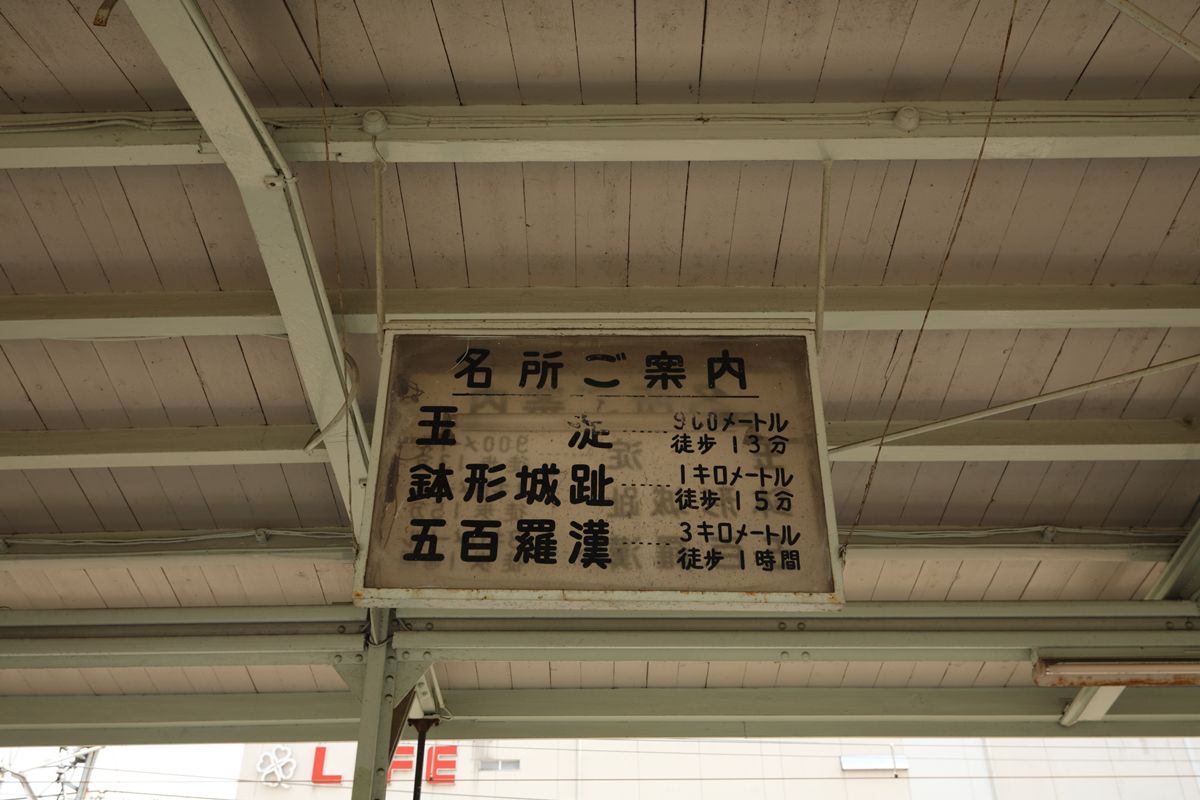 名所ご案内
玉淀 900メートル
徒歩13分
鉢形城趾 1キロメートル
徒歩15分
五百羅漢 3キロメートル
徒歩1時間
LIFE